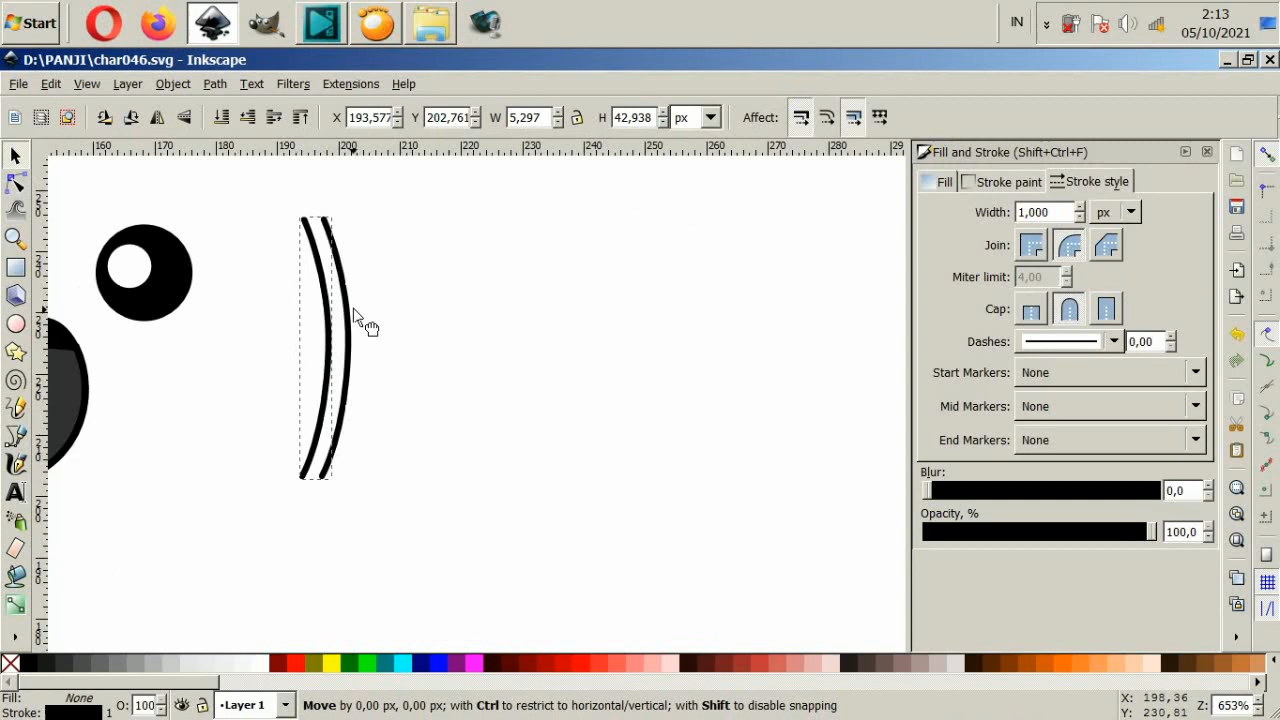 Start
IN
2:13
05/10/2021
D:\PANJI\char046.svg - Inkscape
File Edit View Layer Object Path Text Filters Extensions Help
X 193,577 Y 202,761 W 5,297 H 42,938 px Affect:
160 170 180 190 200 210 220 230 240 250 260 270 280 29
Fill and Stroke (Shift+Ctrl+F)
Fill Stroke paint Stroke style
Width: 1,000 px
Join:
Miter limit: 4,00
Cap:
Dashes: 0,00
Start Markers: None
Mid Markers: None
End Markers: None
Blur:
0,0
Opacity, %
100,0
Fill: None
Stroke: 1
O: 100
Layer 1
Move by 0,00 px, 0,00 px; with Ctrl to restrict to horizontal/vertical; with Shift to disable snapping
X: 198,36
Y: 230,81
Z: 653%